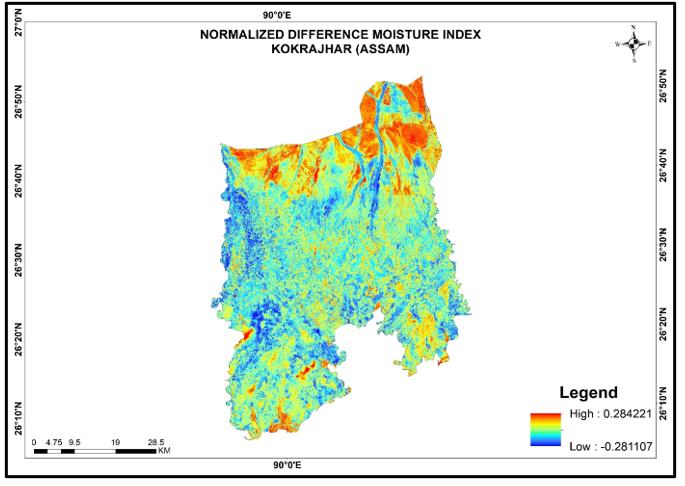 90°0'E
NORMALIZED DIFFERENCE MOISTURE INDEX
KOKRAJHAR (ASSAM)
N
W E
S
27°0'N
26°50'N
26°50'N
26°40'N
26°40'N
26°30'N
26°30'N
26°20'N
26°20'N
26°10'N
26°10'N
Legend
High : 0.284221
Low : -0.281107
0 4.75 9.5 19 28.5
KM
90°0'E